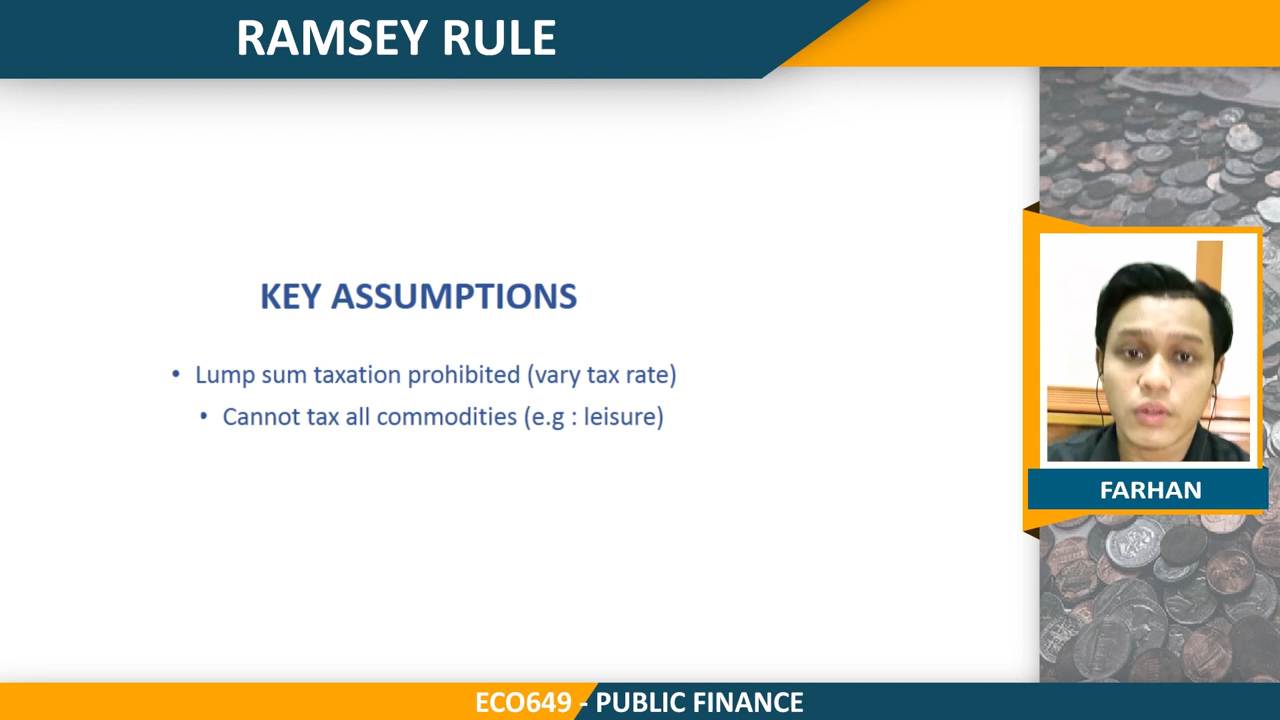 RAMSEY RULE
KEY ASSUMPTIONS
• Lump sum taxation prohibited (vary tax rate)
• Cannot tax all commodities (e.g : leisure)
FARHAN
ECO649 - PUBLIC FINANCE